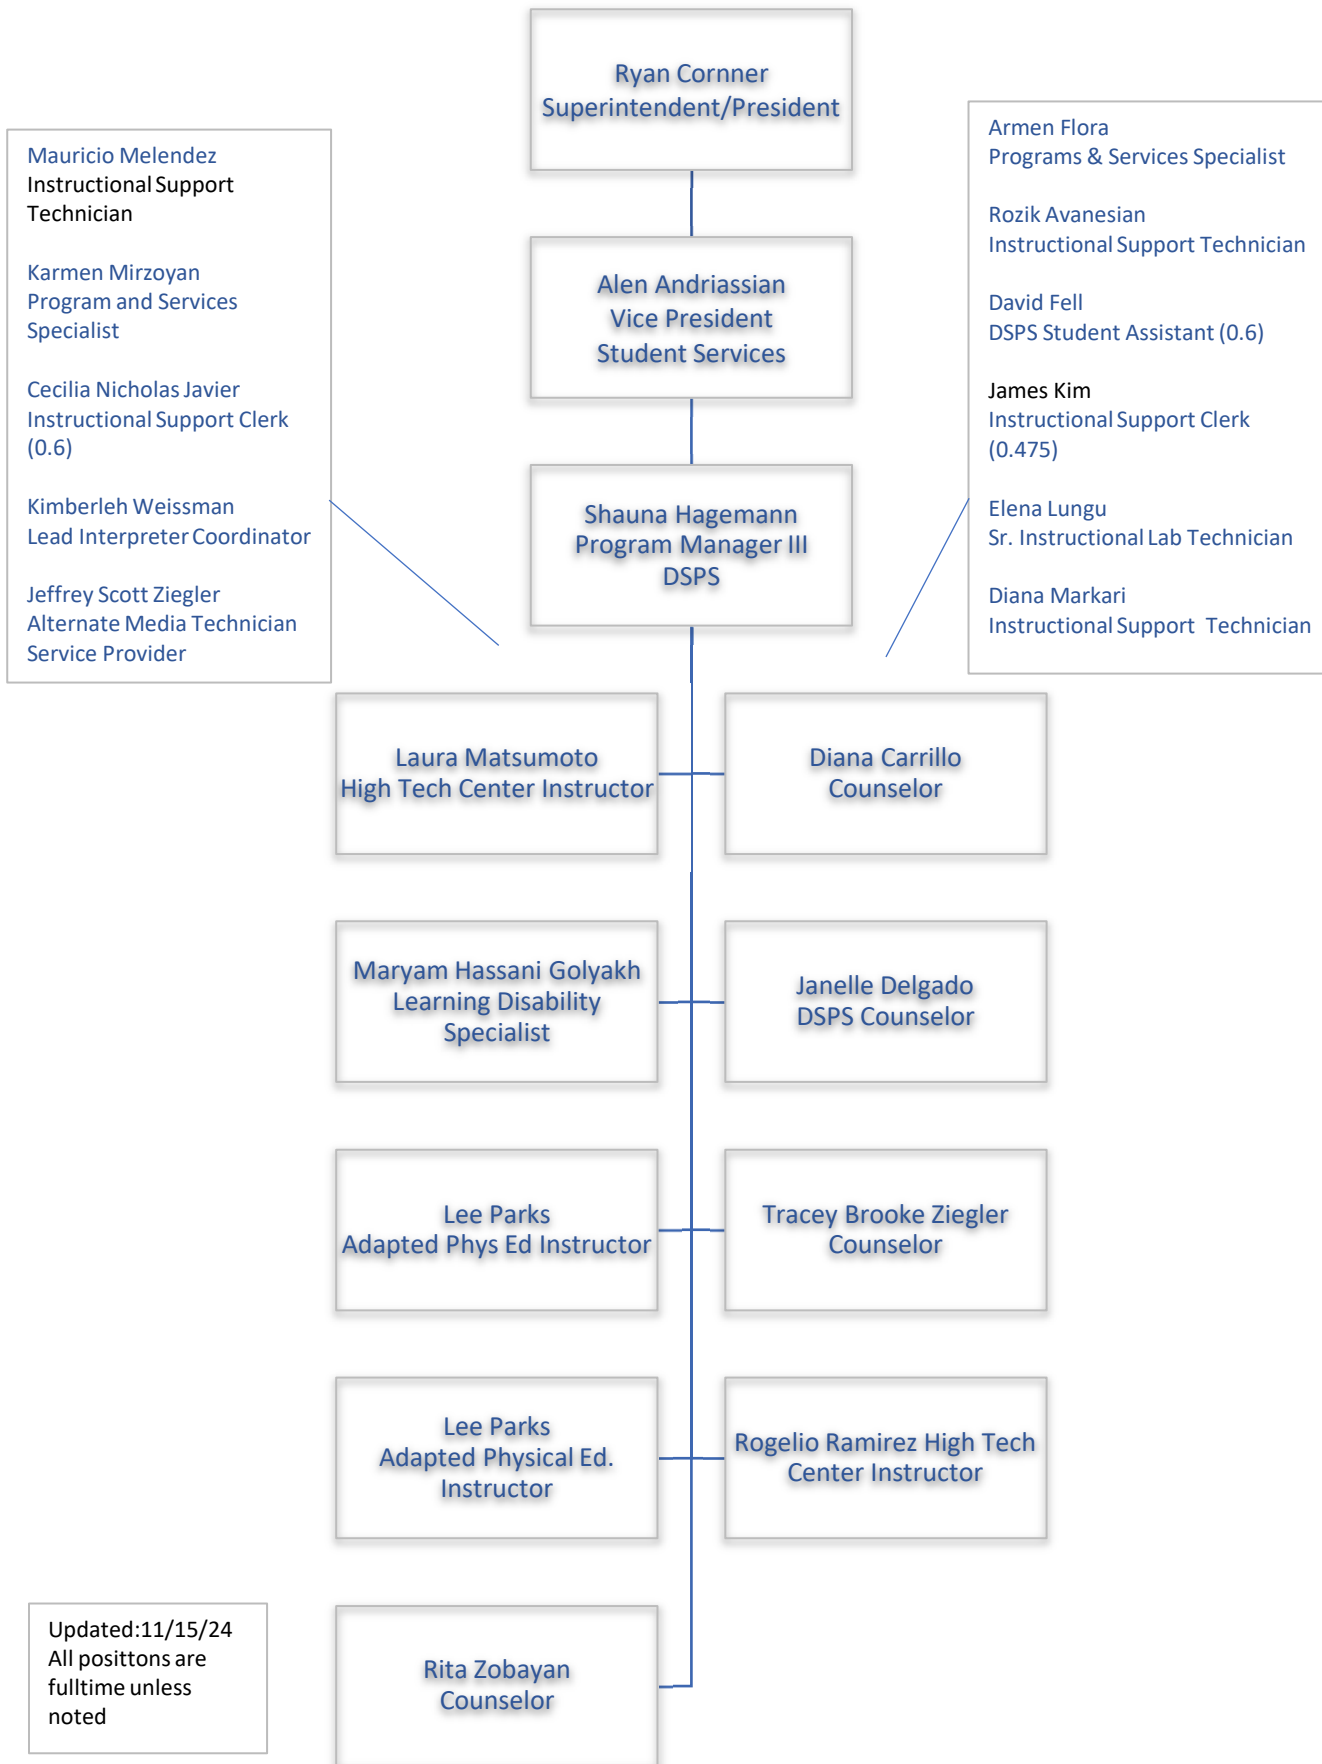 Ryan Cornner
Superintendent/President
Mauricio Melendez
Instructional Support
Technician
Karmen Mirzoyan
Program and Services
Specialist
Cecilia Nicholas Javier
Instructional Support Clerk
(0.6)
Kimberleh Weissman
Lead Interpreter Coordinator
Jeffrey Scott Ziegler
Alternate Media Technician
Service Provider
Alen Andriassian
Vice President
Student Services
Shauna Hagemann
Program Manager III
DSPS
Armen Flora
Programs & Services Specialist
Rozik Avanesian
Instructional Support Technician
David Fell
DSPS Student Assistant (0.6)
James Kim
Instructional Support Clerk
(0.475)
Elena Lungu
Sr. Instructional Lab Technician
Diana Markari
Instructional Support Technician
Laura Matsumoto
High Tech Center Instructor
Diana Carrillo
Counselor
Maryam Hassani Golyakh
Learning Disability
Specialist
Janelle Delgado
DSPS Counselor
Lee Parks
Adapted Phys Ed Instructor
Tracey Brooke Ziegler
Counselor
Lee Parks
Adapted Physical Ed.
Instructor
Rogelio Ramirez High Tech
Center Instructor
Rita Zobayan
Counselor
Updated:11/15/24
All posittons are
fulltime unless
noted